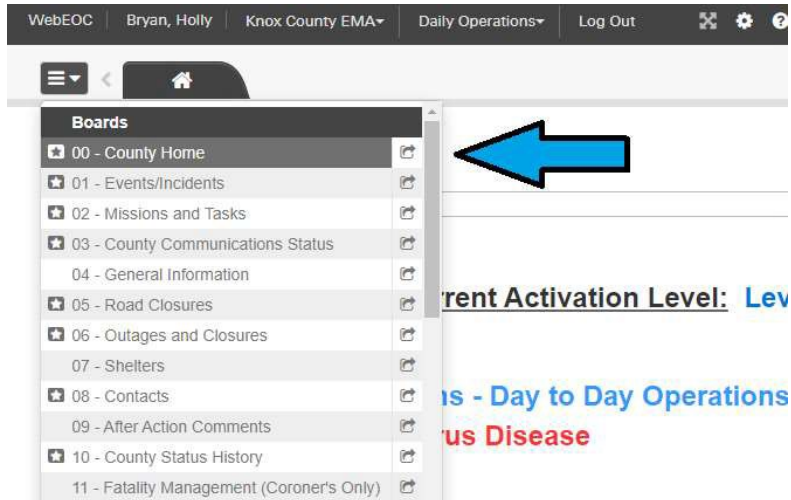 WebEOC Bryan, Holly Knox County EMA Daily Operations Log Out
Boards
00 - County Home
01 - Events/Incidents
02 - Missions and Tasks
03 - County Communications Status
04 - General Information
05 - Road Closures
rrent Activation Level: Lev
06 - Outages and Closures
07 - Shelters
08 - Contacts
ns - Day to Day Operations
09 - After Action Comments
rus Disease
10 - County Status History
11 - Fatality Management (Coroner's Only)